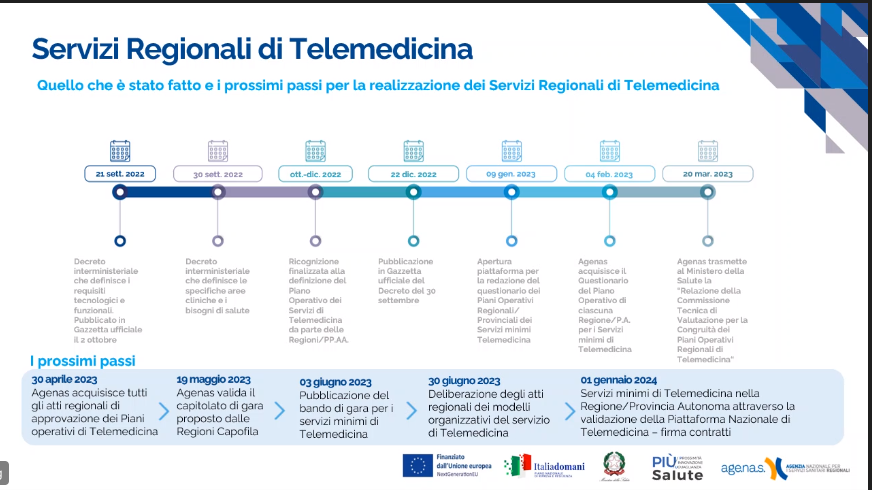 Servizi Regionali di Telemedicina
Quello che è stato fatto e i prossimi passi per la realizzazione dei Servizi Regionali di Telemedicina
21 sett. 2022
30 sett. 2022
ott.-dic. 2022
22 dic. 2022
09 gen. 2023
04 feb. 2023
20 mar. 2023
Decreto
interministeriale
che definisce i
requisiti
tecnologici e
funzionali.
Pubblicato in
Gazzetta ufficiale
il 2 ottobre
Decreto
interministeriale
che definisce le
specifiche aree
cliniche e i
bisogni di salute
Ricognizione
finalizzata alla
definizione del
Piano
Operativo dei
Servizi di
Telemedicina
da parte delle
Regioni/PP.AA.
Pubblicazione
in Gazzetta
ufficiale del
Decreto del 30
settembre
Apertura
piattaforma per
la redazione del
questionario dei
Piani Operativi
Regionali/
Provinciali dei
Servizi minimi
Telemedicina
Agenas
acquisisce il
Questionario
del Piano
Operativo di
ciascuna
Regione/P.A.
per i Servizi
minimi di
Telemedicina
Agenas trasmette
al Ministero della
Salute la
"Relazione della
Commissione
Tecnica di
Valutazione per la
Congruità dei
Piani Operativi
Regionali di
Telemedicina"
I prossimi passi
30 aprile 2023
Agenas acquisisce tutti
gli atti regionali di
approvazione dei Piani
operativi di Telemedicina
19 maggio 2023
Agenas valida il
capitolato di gara
proposto dalle
Regioni Capofila
03 giugno 2023
Pubblicazione del
bando di gara per i
servizi minimi di
Telemedicina
30 giugno 2023
Deliberazione degli atti
regionali dei modelli
organizzativi del servizio
di Telemedicina
01 gennaio 2024
Servizi minimi di Telemedicina nella
Regione/Provincia Autonoma attraverso la
validazione della Piattaforma Nazionale di
Telemedicina – firma contratti
Finanziato
dall'Unione europea
NextGenerationEU
Italiadomani
PIÙ
Salute
agenas.
AGENZIA NAZIONALE PER
I SERVIZI SANITARI REGIONALI